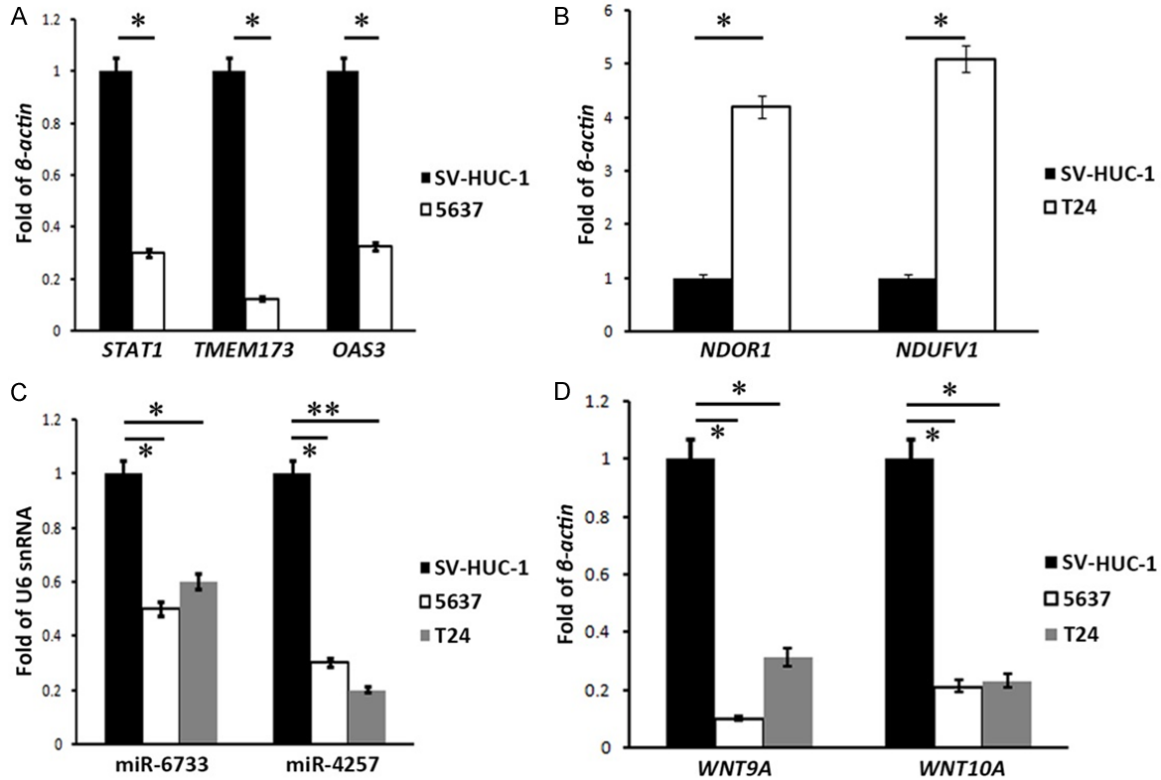 A
1.2
1
0.8
0.6
0.4
0.2
0
Fold of β-actin
* * *
STAT1 TMEM173 OAS3
SV-HUC-1
5637
B
6
5
4
3
2
1
0
Fold of β-actin
* *
NDOR1 NDUFV1
SV-HUC-1
T24
C
1.2
1
0.8
0.6
0.4
0.2
0
Fold of U6 snRNA
* **
* *
miR-6733 miR-4257
SV-HUC-1
5637
T24
D
1.2
1
0.8
0.6
0.4
0.2
0
Fold of β-actin
* *
* *
WNT9A WNT10A
SV-HUC-1
5637
T24